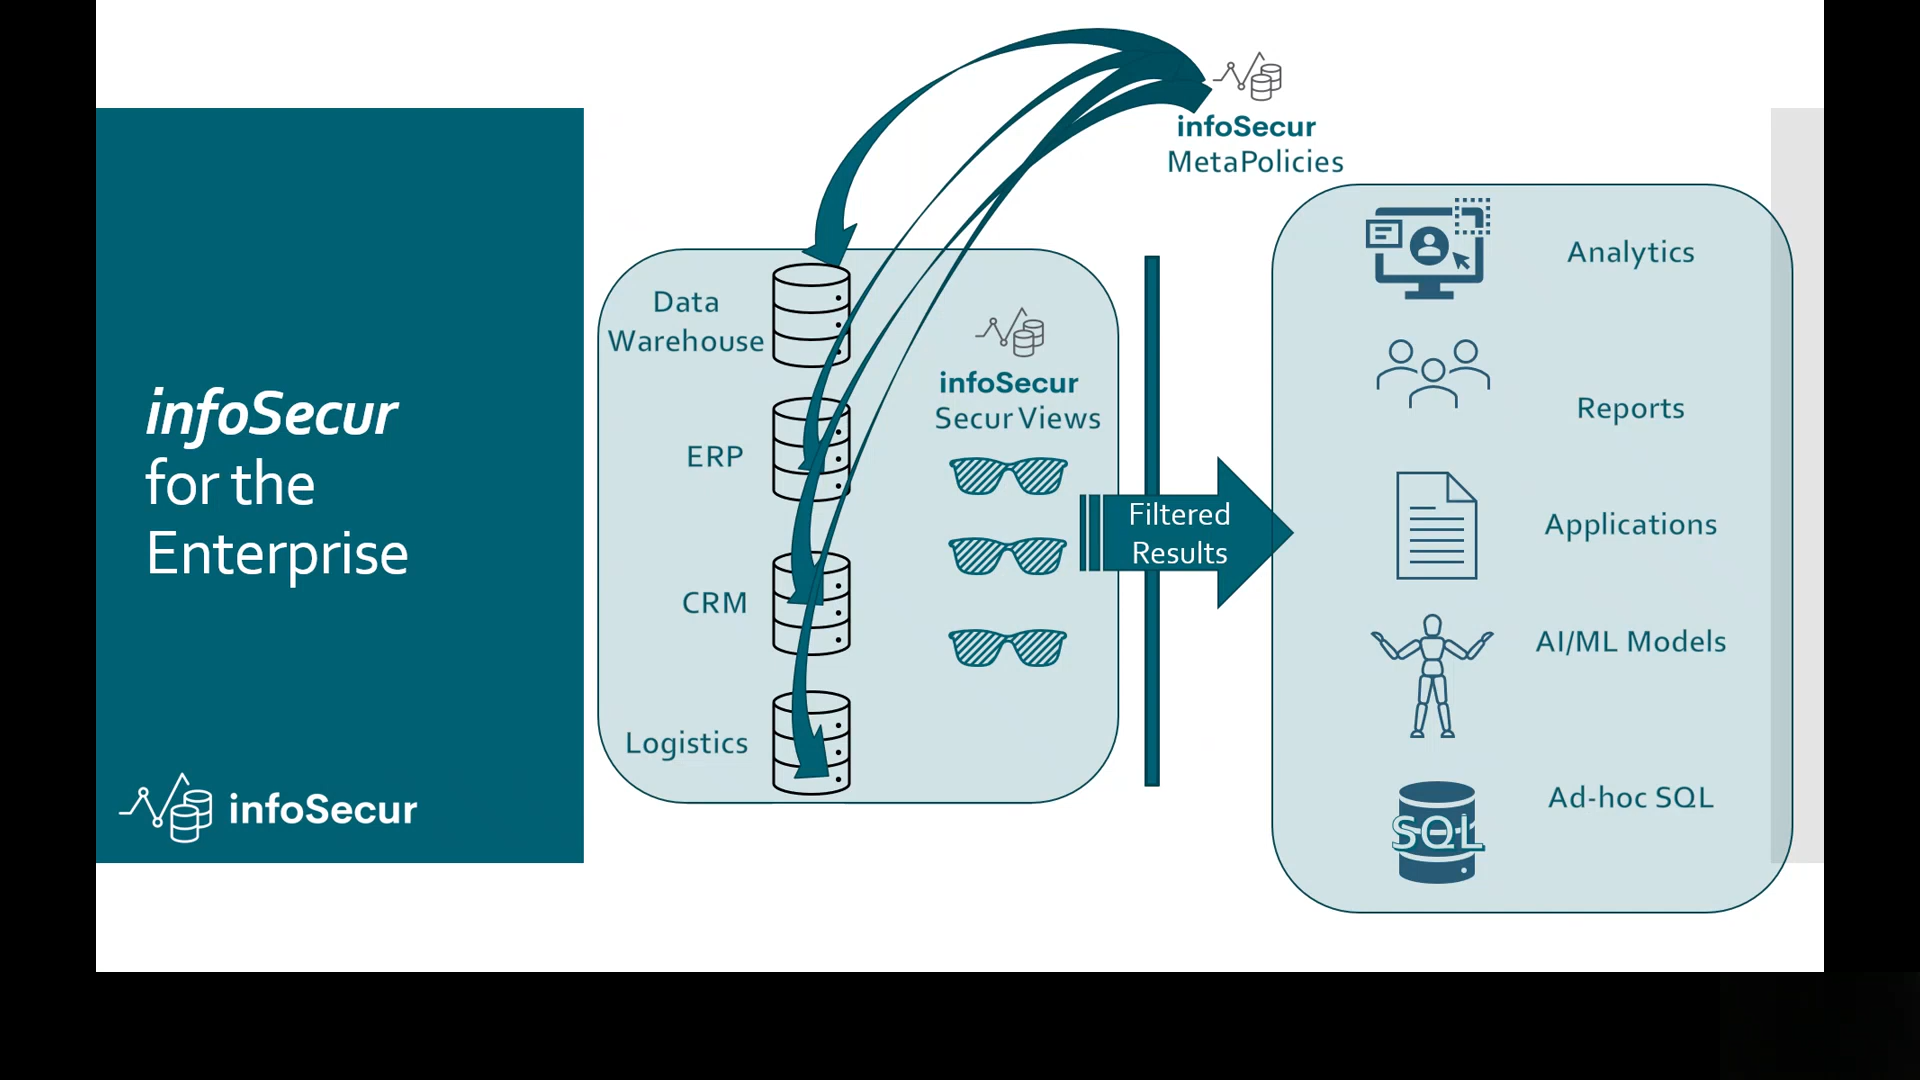 infoSecur
for the
Enterprise
infoSecur
infoSecur
MetaPolicies
Data
Warehouse
ERP
CRM
Logistics
infoSecur
Secur Views
Filtered
Results
Analytics
Reports
Applications
AI/ML Models
Ad-hoc SQL
SQL